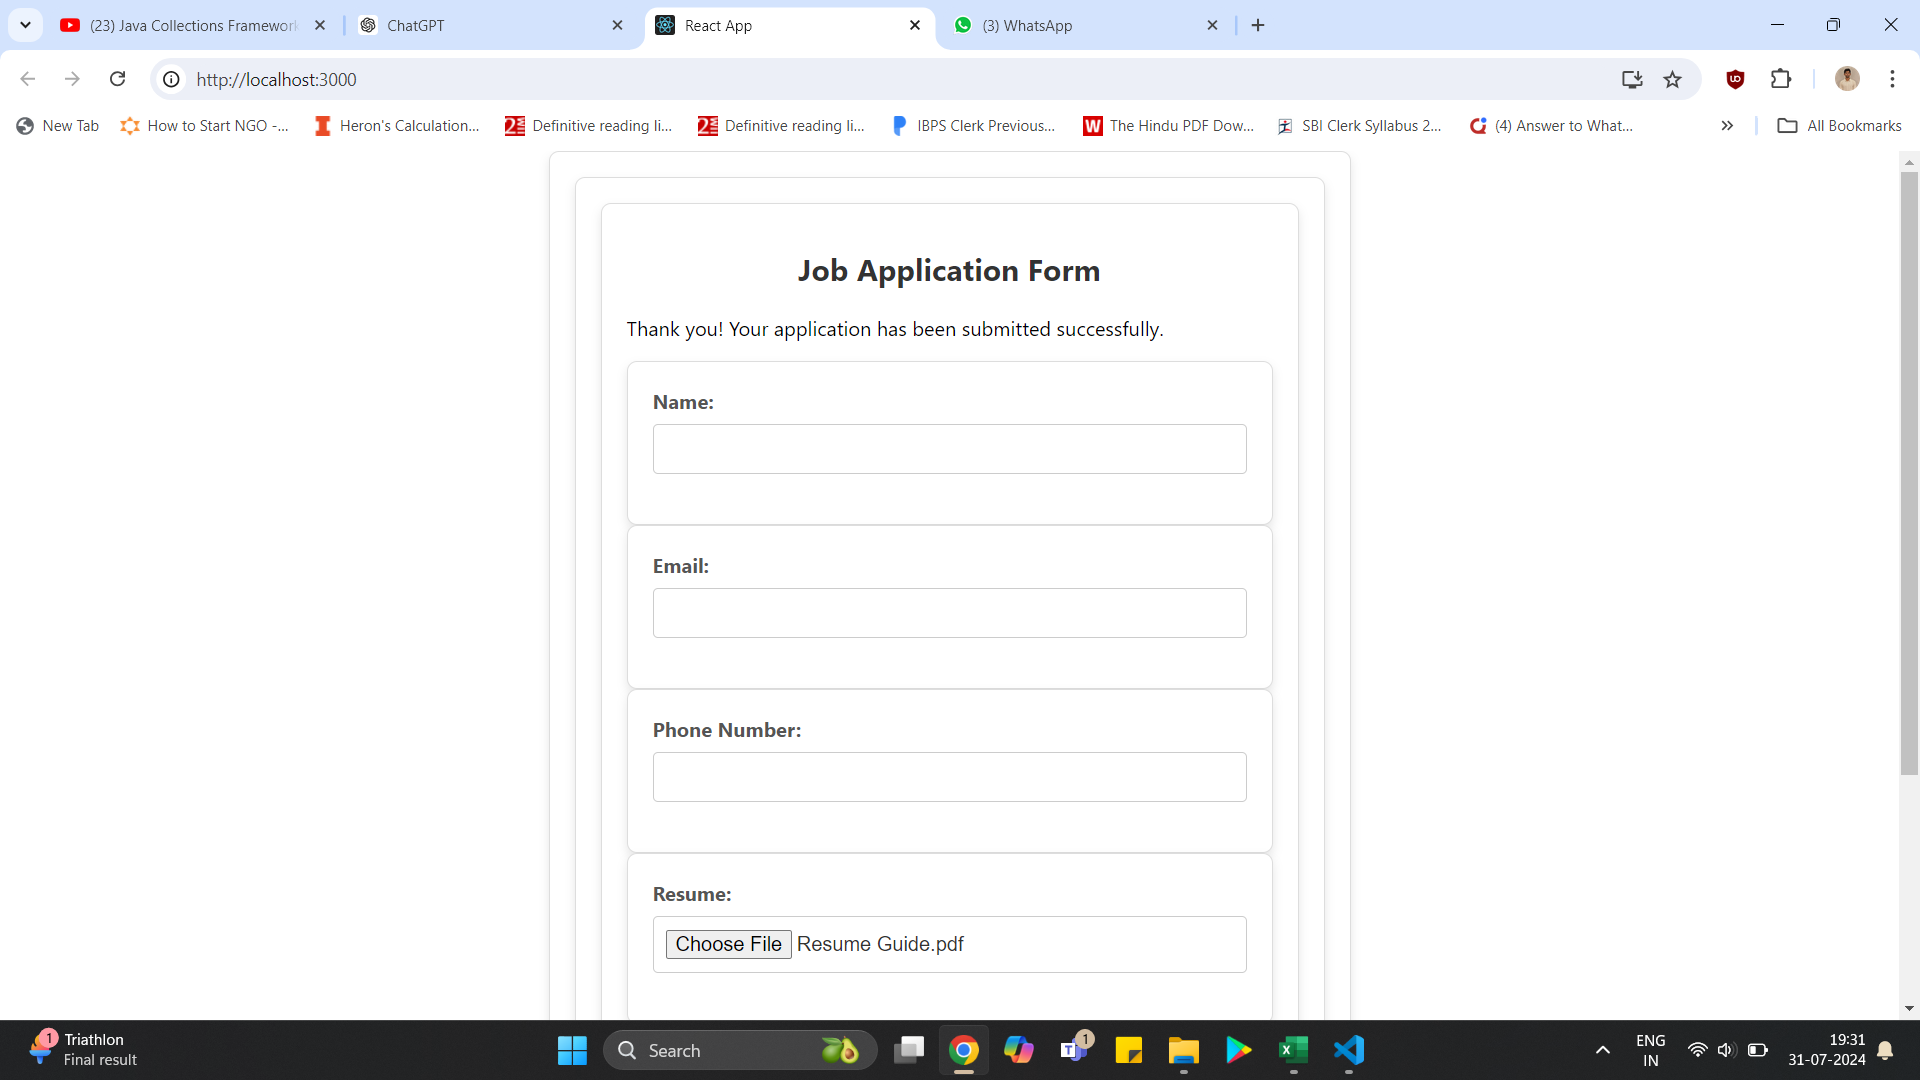 (23) Java Collections Framework
ChatGPT
React App
(3) WhatsApp
http://localhost:3000
New Tab
How to Start NGO -...
Heron's Calculation...
Definitive reading li...
Definitive reading li...
IBPS Clerk Previous...
The Hindu PDF Dow...
SBI Clerk Syllabus 2...
(4) Answer to What...
All Bookmarks
Job Application Form
Thank you! Your application has been submitted successfully.
Name:
Email:
Phone Number:
Resume:
Choose File Resume Guide.pdf
1
Triathlon
Final result
Search
1
ENG
IN
19:31
31-07-2024